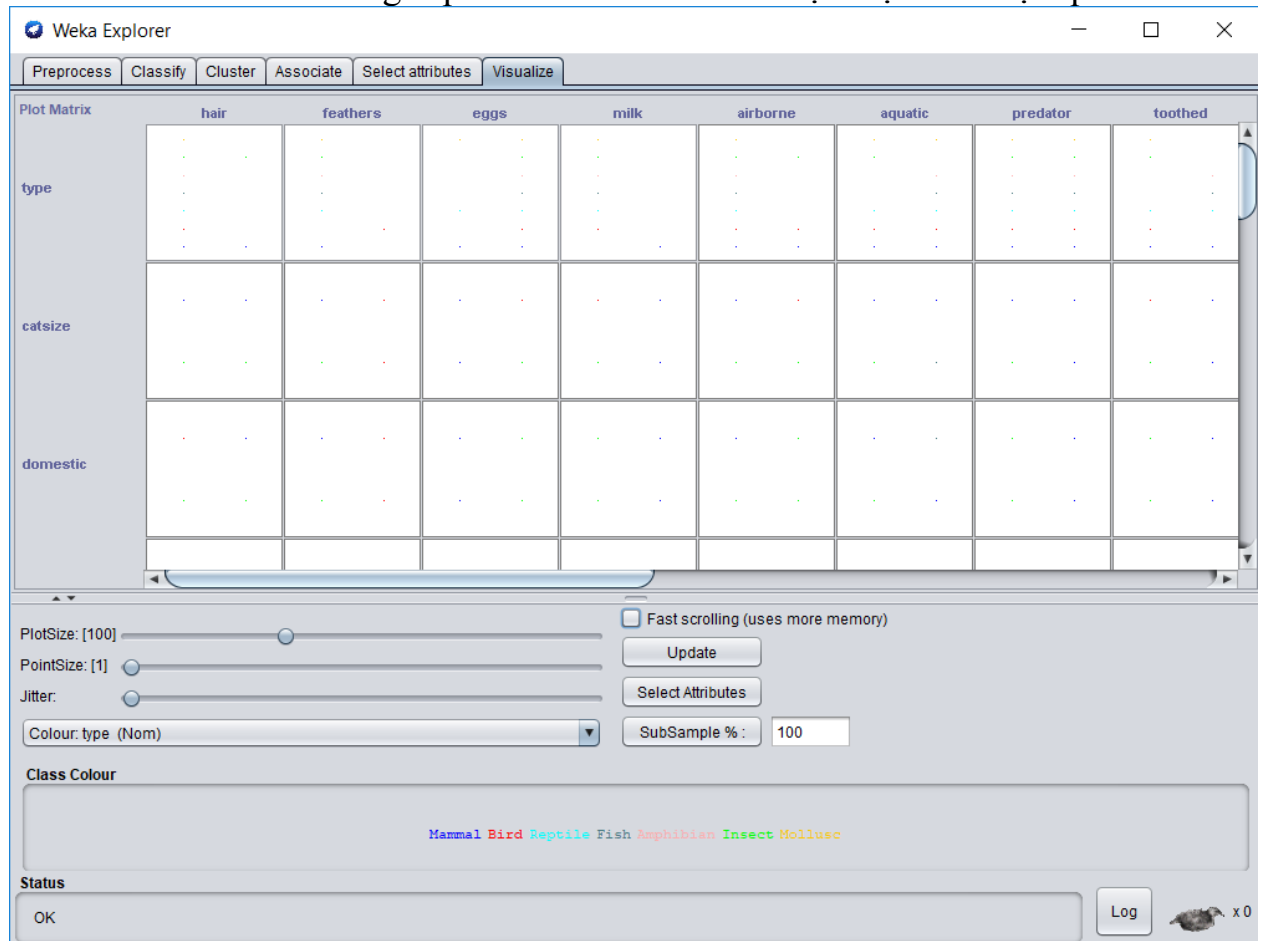 Weka Explorer
Preprocess Classify Cluster Associate Select attributes Visualize
Plot Matrix hair feathers eggs milk airborne aquatic predator toothed
type
catsize
domestic
PlotSize: [100]
PointSize: [1]
Jitter:
Colour: type (Nom)
Fast scrolling (uses more memory)
Update
Select Attributes
SubSample % : 100
Class Colour
Mammal Bird Reptile Fish Amphibian Insect Mollusc
Status
OK
Log x 0